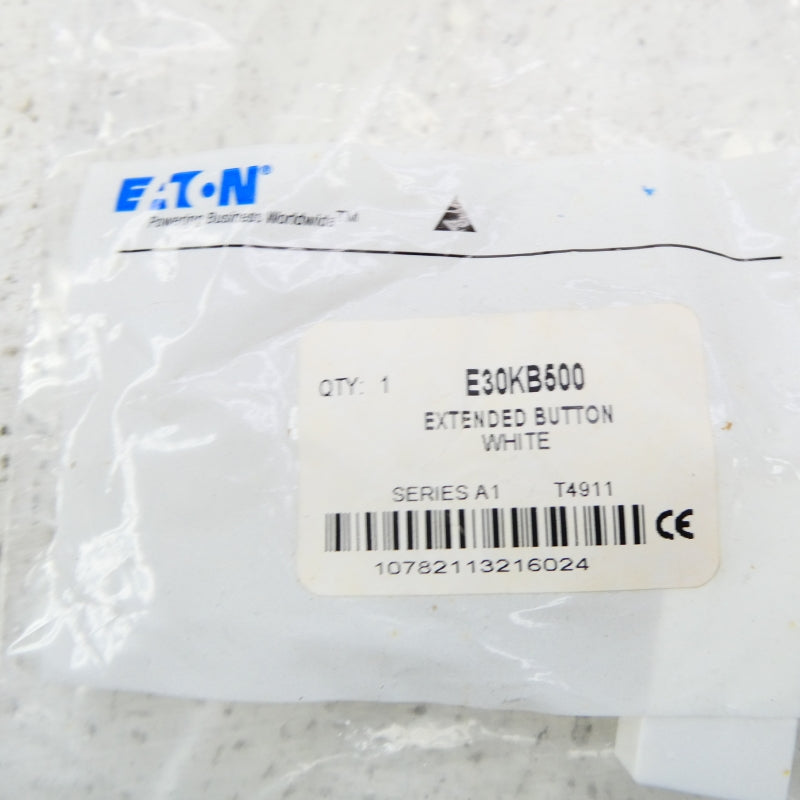 EATON®
Powering Business Worldwide™
QTY: 1 E30KB500
EXTENDED BUTTON
WHITE
SERIES A1 T4911
CE
10782113216024